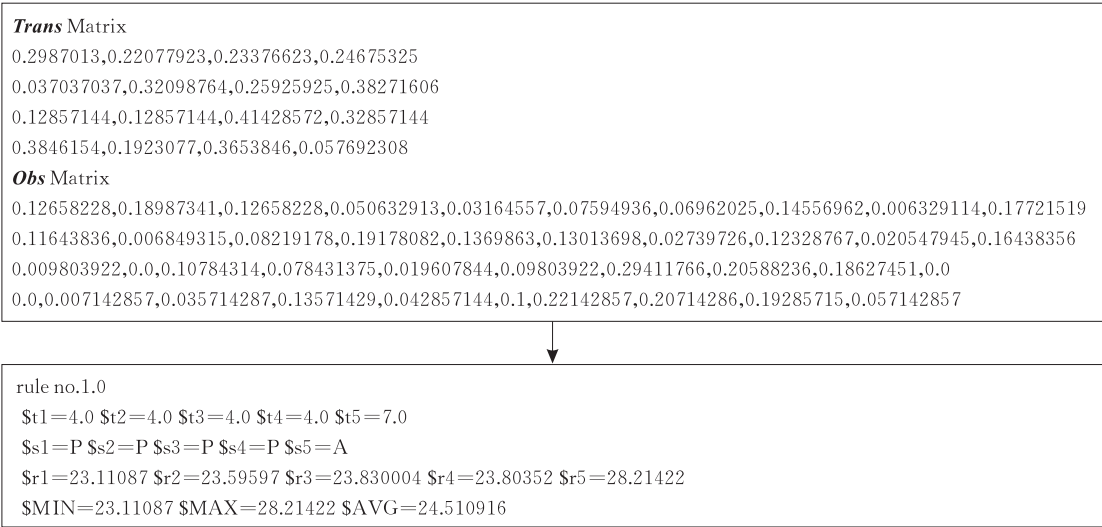 Trans Matrix
0.2987013,0.22077923,0.23376623,0.24675325
0.037037037,0.32098764,0.25925925,0.38271606
0.12857144,0.12857144,0.41428572,0.32857144
0.3846154,0.1923077,0.3653846,0.057692308
Obs Matrix
0.12658228,0.18987341,0.12658228,0.050632913,0.03164557,0.07594936,0.06962025,0.14556962,0.006329114,0.17721519
0.11643836,0.006849315,0.08219178,0.19178082,0.1369863,0.13013698,0.02739726,0.12328767,0.020547945,0.16438356
0.009803922,0.0,0.10784314,0.078431375,0.019607844,0.09803922,0.29411766,0.20588236,0.18627451,0.0
0.0,0.007142857,0.035714287,0.13571429,0.042857144,0.1,0.22142857,0.20714286,0.19285715,0.057142857
rule no.1.0
$t1=4.0 $t2=4.0 $t3=4.0 $t4=4.0 $t5=7.0
$s1=P $s2=P $s3=P $s4=P $s5=A
$r1=23.11087 $r2=23.59597 $r3=23.830004 $r4=23.80352 $r5=28.21422
$MIN=23.11087 $MAX=28.21422 $AVG=24.510916